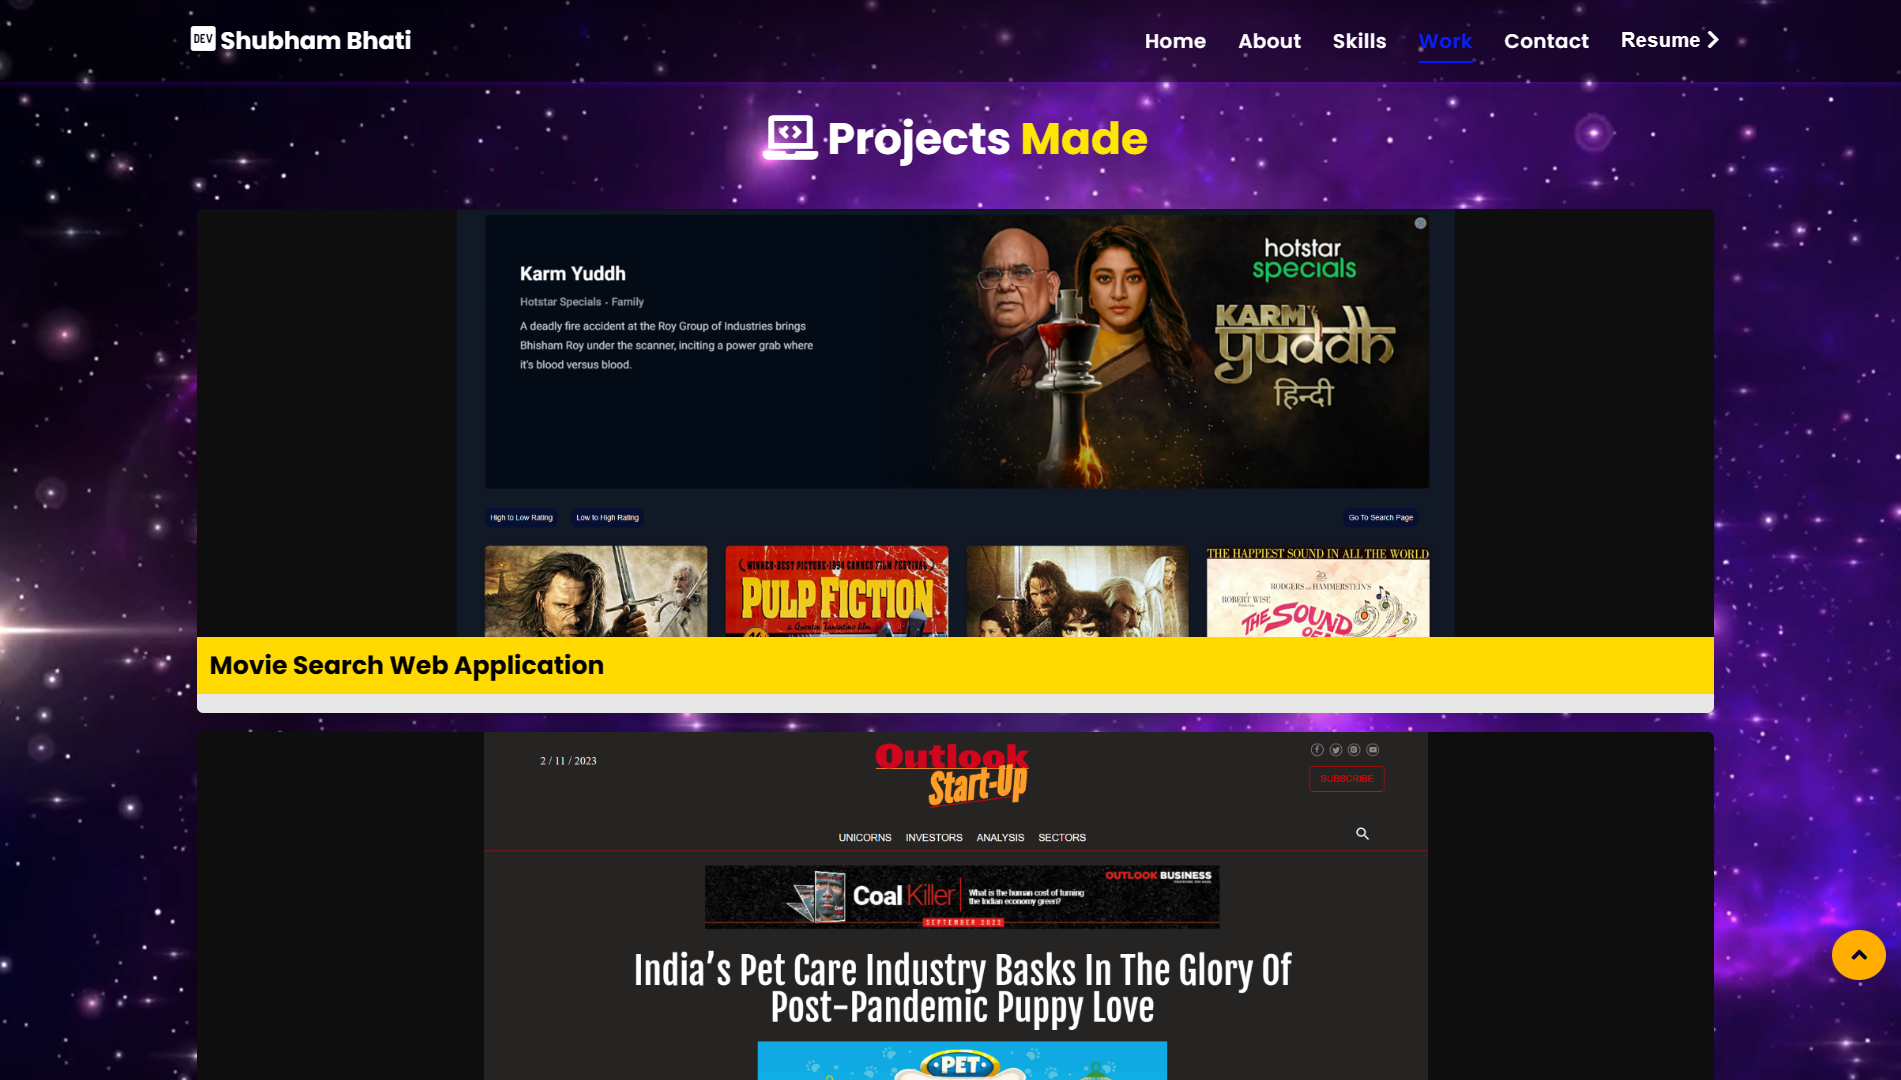 DEV Shubham Bhati
Home About Skills Work Contact Resume
Projects Made
Karm Yuddh
Hotstar Specials • Family
A deadly fire accident at the Roy Group of Industries brings
Bhisham Roy under the scanner, inciting a power grab where
it's blood versus blood.
hotstar
specials
KARM
yuddh
हिन्दी
High to Low Rating Low to High Rating Go To Search Page
WINNER-BEST PICTURE-1994 CANNES FILM FESTIVAL
PULP FICTION
a Quentin Tarantino film
THE HAPPIEST SOUND IN ALL THE WORLD
RODGERS AND HAMMERSTEIN'S
ROBERT WISE
THE SOUND
OF
Movie Search Web Application
2 / 11 / 2023
Outlook
Start-Up
SUBSCRIBE
UNICORNS INVESTORS ANALYSIS SECTORS
Coal Killer
What is the human cost of turning
the Indian economy green?
OUTLOOK BUSINESS
SEPTEMBER 2022
India’s Pet Care Industry Basks In The Glory Of
Post-Pandemic Puppy Love
PET